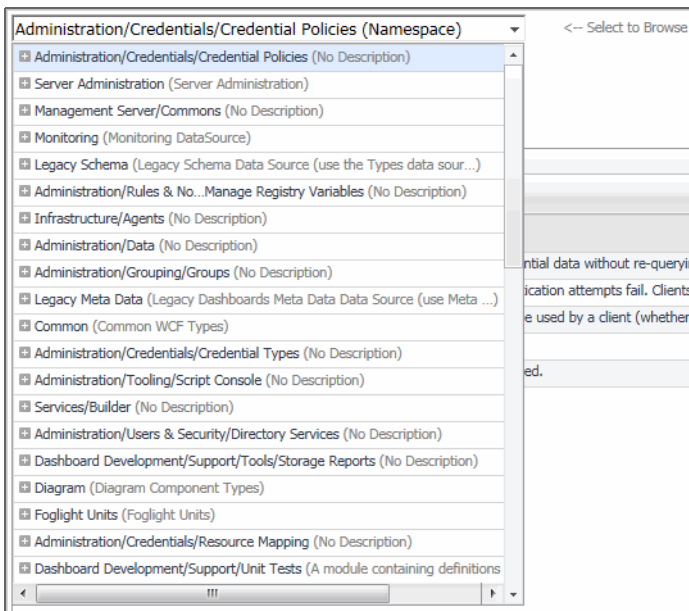 Administration/Credentials/Credential Policies (Namespace)
<-- Select to Browse
Administration/Credentials/Credential Policies (No Description)
Server Administration (Server Administration)
Management Server/Commons (No Description)
Monitoring (Monitoring DataSource)
Legacy Schema (Legacy Schema Data Source (use the Types data sour...)
Administration/Rules & No...Manage Registry Variables (No Description)
Infrastructure/Agents (No Description)
Administration/Data (No Description)
ntial data without re-queryi
Administration/Grouping/Groups (No Description)
ication attempts fail. Clients
Legacy Meta Data (Legacy Dashboards Meta Data Data Source (use Meta ...)
e used by a client (whether
Common (Common WCF Types)
Administration/Credentials/Credential Types (No Description)
ed.
Administration/Tooling/Script Console (No Description)
Services/Builder (No Description)
Administration/Users & Security/Directory Services (No Description)
Dashboard Development/Support/Tools/Storage Reports (No Description)
Diagram (Diagram Component Types)
Foglight Units (Foglight Units)
Administration/Credentials/Resource Mapping (No Description)
Dashboard Development/Support/Unit Tests (A module containing definitions